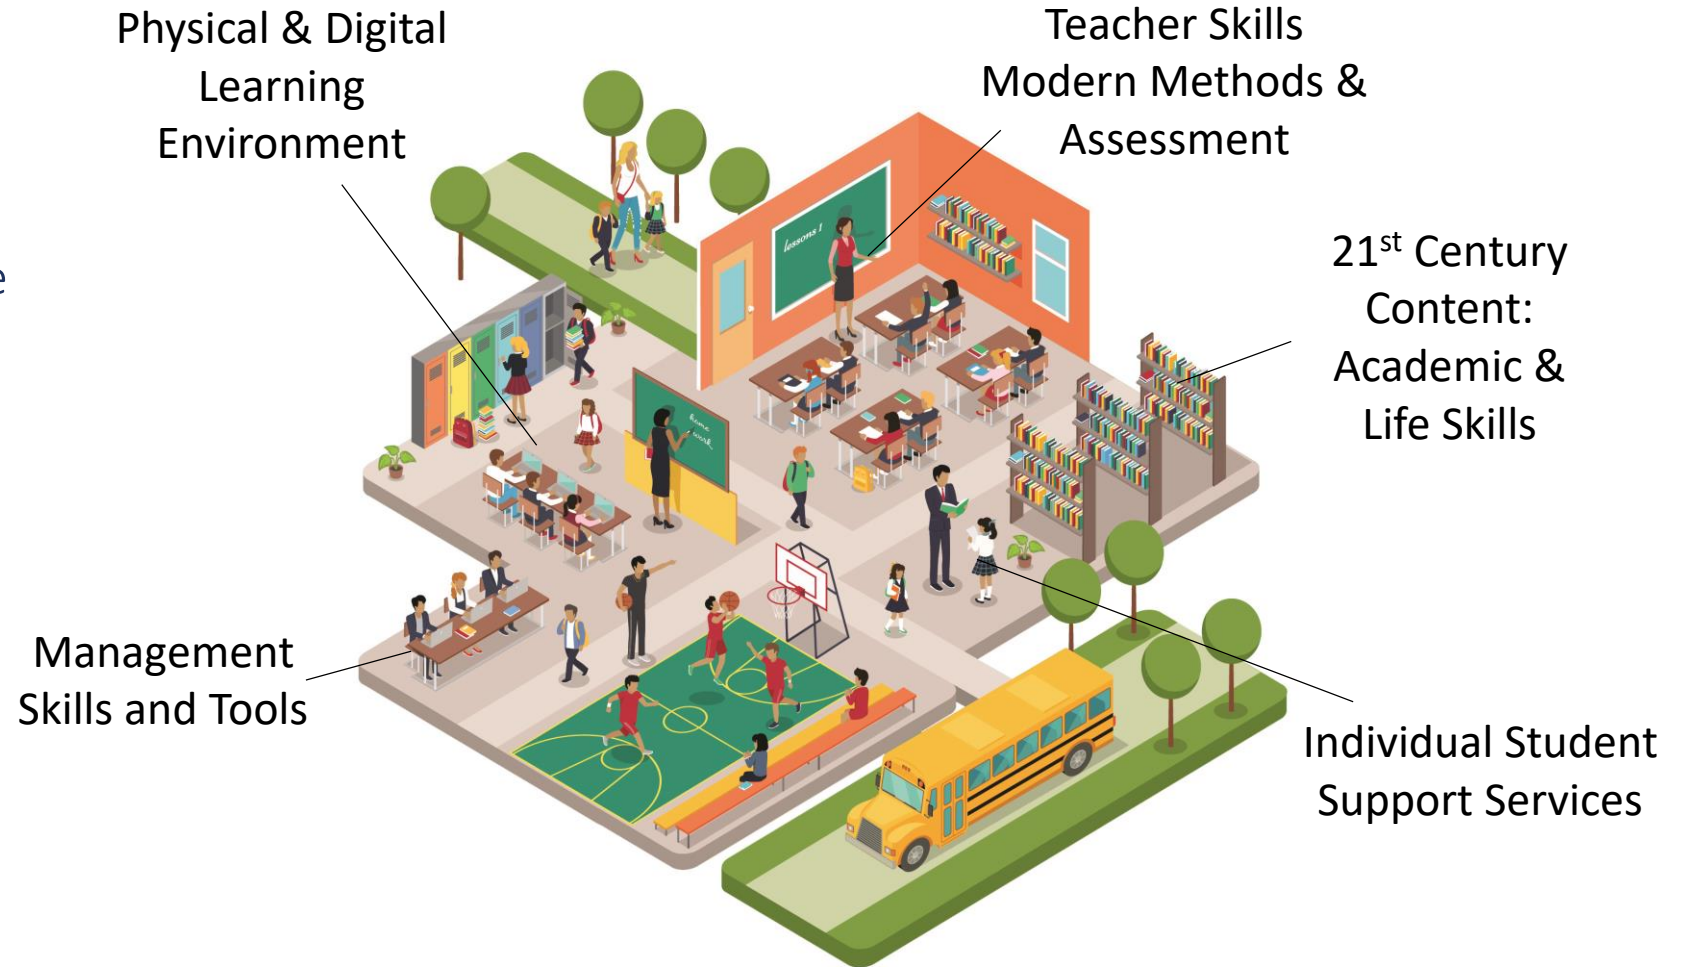 Physical & Digital
Learning
Environment
Teacher Skills
Modern Methods &
Assessment
21st Century
Content:
Academic &
Life Skills
Management
Skills and Tools
Individual Student
Support Services
e
lessons 1
home
work